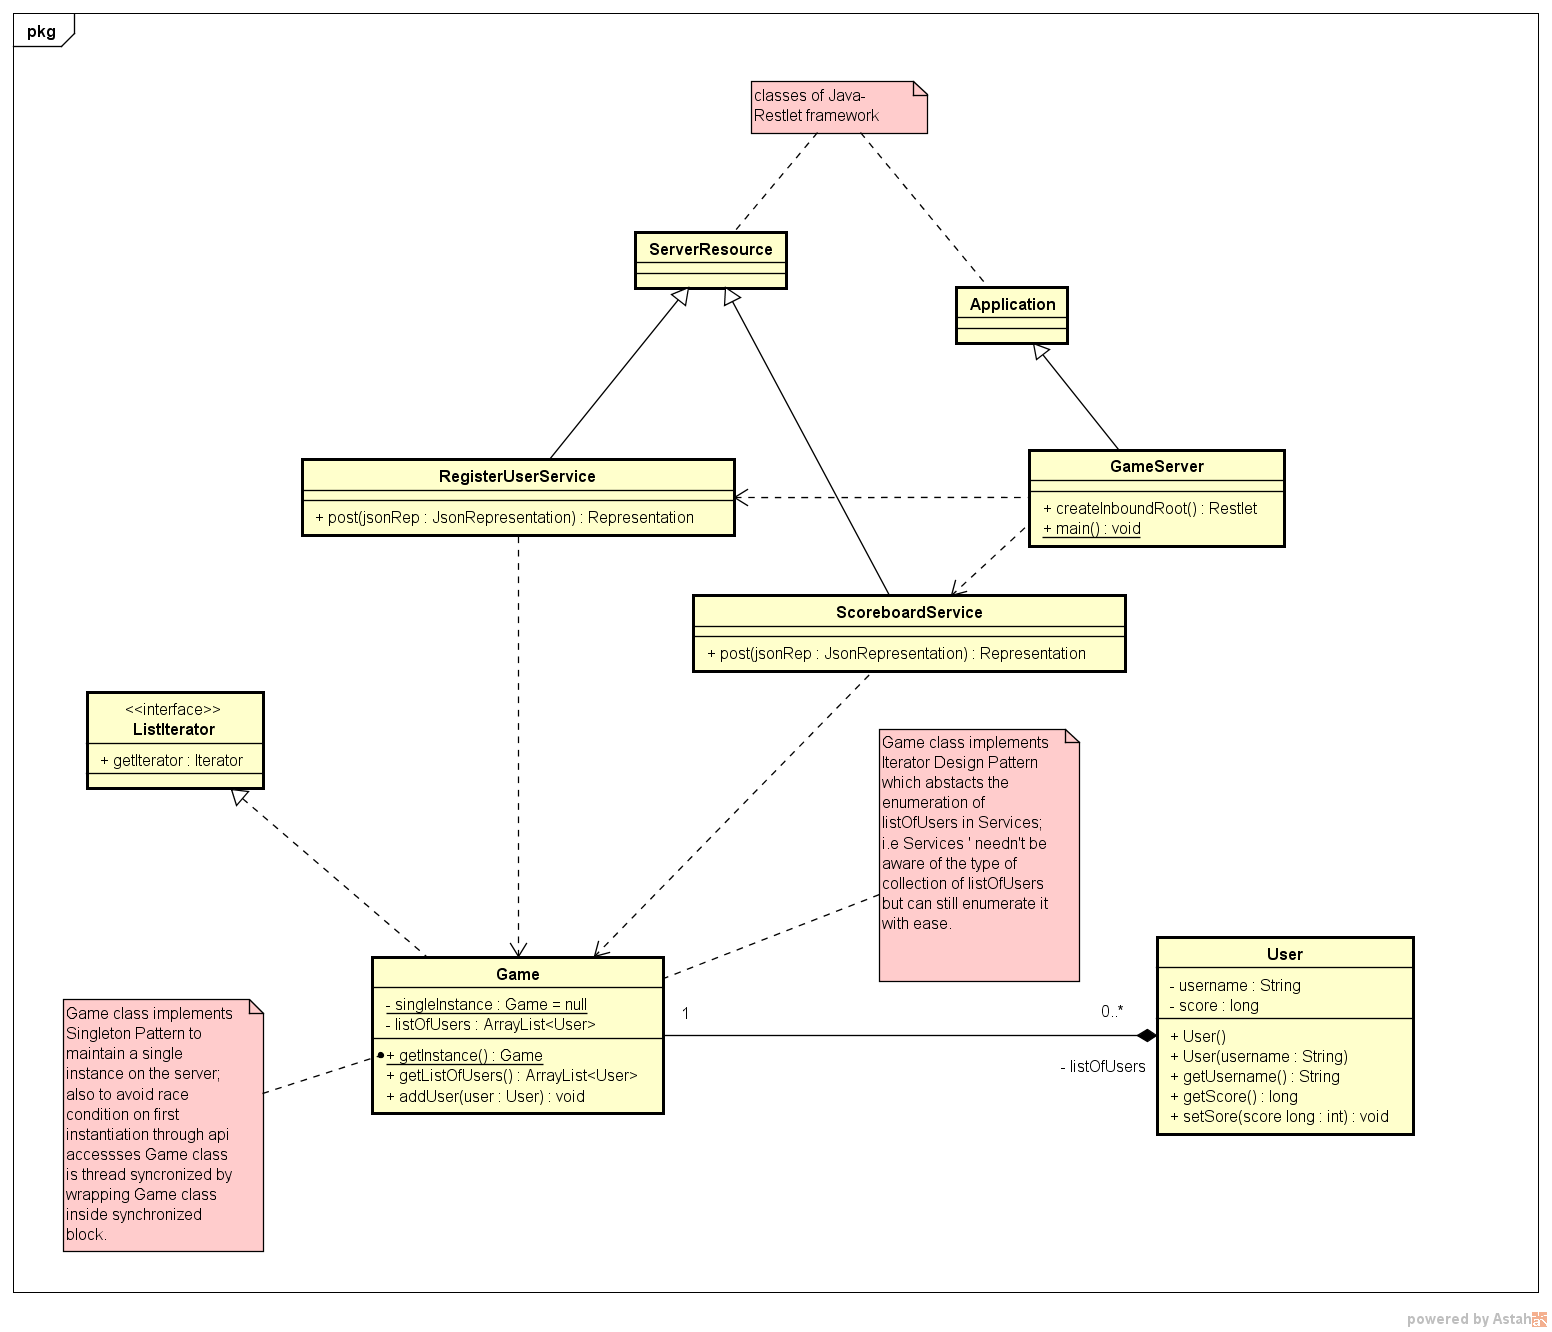 pkg
classes of Java-
Restlet framework
ServerResource
Application
RegisterUserService
+ post(jsonRep : JsonRepresentation) : Representation
GameServer
+ createInboundRoot() : Restlet
+ main() : void
ScoreboardService
+ post(jsonRep : JsonRepresentation) : Representation
<<interface>>
ListIterator
+ getIterator : Iterator
Game class implements
Iterator Design Pattern
which abstacts the
enumeration of
listOfUsers in Services;
i.e Services ' needn't be
aware of the type of
collection of listOfUsers
but can still enumerate it
with ease.
Game
- singleInstance : Game = null
- listOfUsers : ArrayList<User>
+ getInstance() : Game
+ getListOfUsers() : ArrayList<User>
+ addUser(user : User) : void
1
0..*
- listOfUsers
User
- username : String
- score : long
+ User()
+ User(username : String)
+ getUsername() : String
+ getScore() : long
+ setSore(score long : int) : void
Game class implements
Singleton Pattern to
maintain a single
instance on the server;
also to avoid race
condition on first
instantiation through api
accessses Game class
is thread syncronized by
wrapping Game class
inside synchronized
block.
powered by Astah